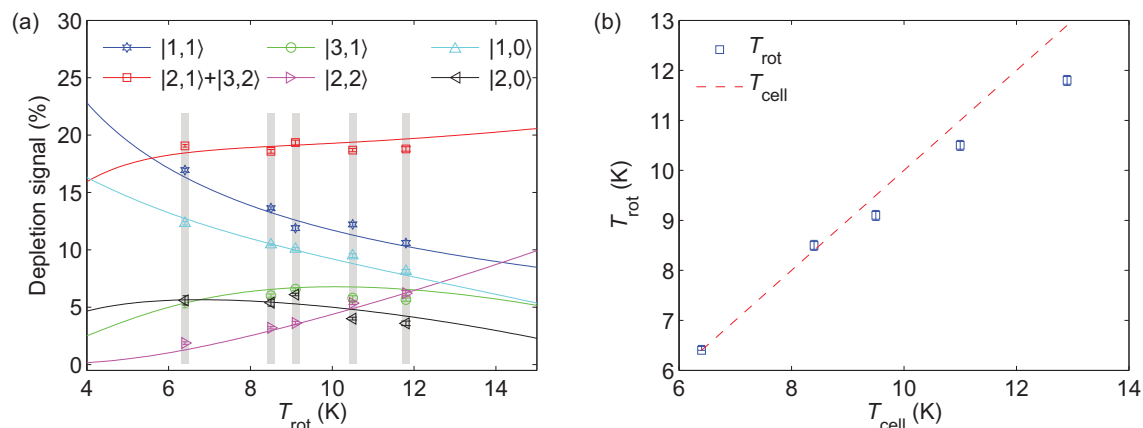 (a)
30
25
20
15
10
5
0
Depletion signal (%)
|1,1⟩ |3,1⟩ |1,0⟩
|2,1⟩+|3,2⟩ |2,2⟩ |2,0⟩
4 6 8 10 12 14
T_rot (K)
(b)
13
12
11
10
9
8
7
6
T_rot (K)
T_rot
T_cell
6 8 10 12 14
T_cell (K)